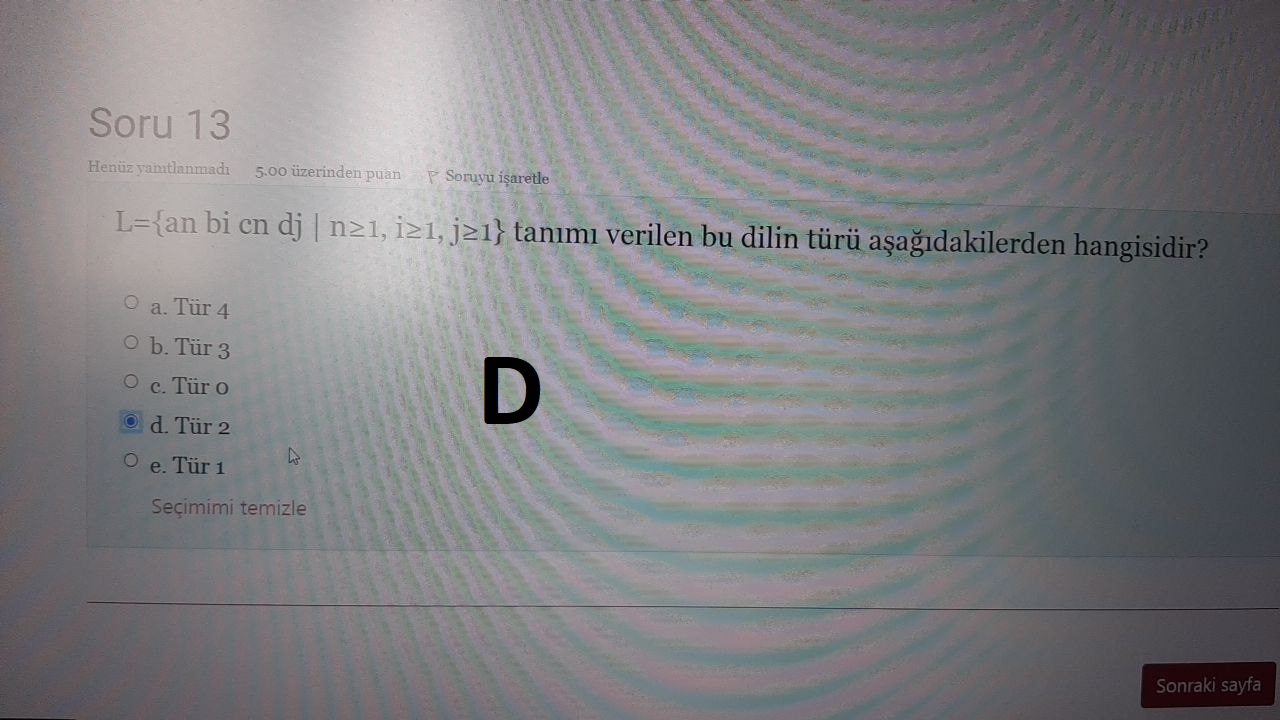 Soru 13
Henüz yanıtlanmadı 5.00 üzerinden puan Soruyu işaretle
L={an bi cn dj | n≥1, i≥1, j≥1} tanımı verilen bu dilin türü aşağıdakilerden hangisidir?
a. Tür 4
b. Tür 3
c. Tür 0
d. Tür 2
e. Tür 1
D
Seçimimi temizle
Sonraki sayfa